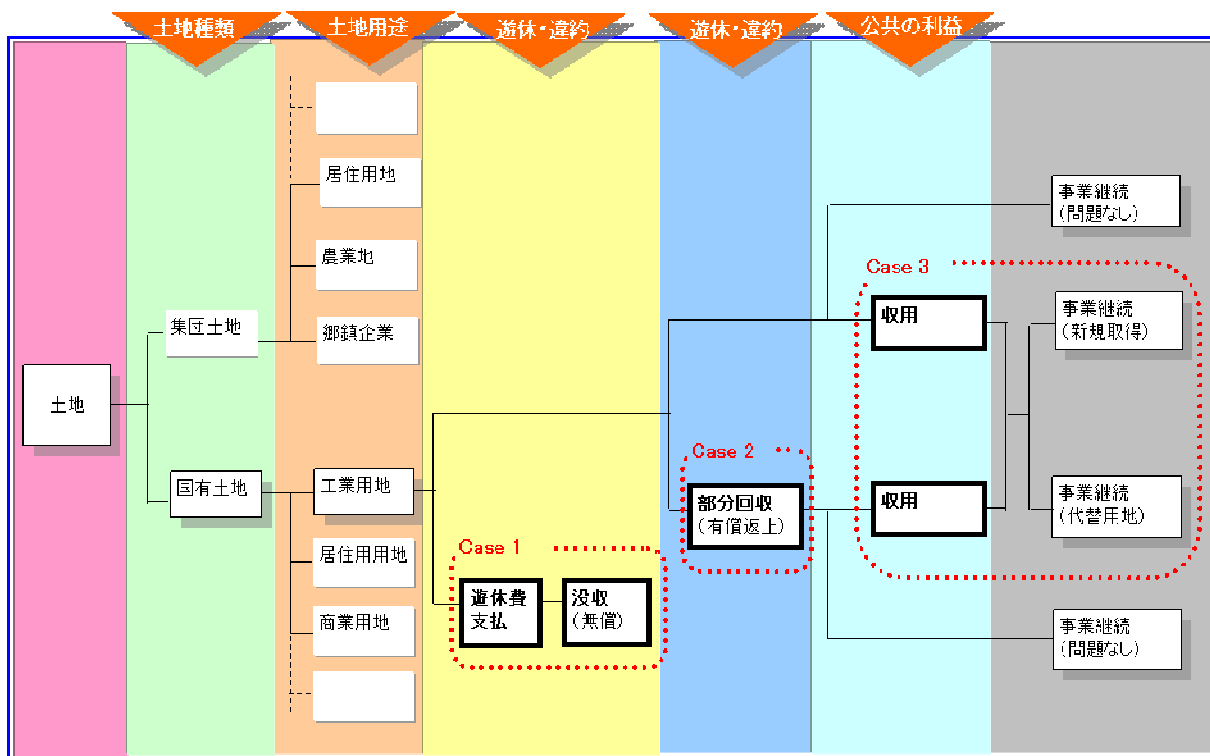 土地種類
土地用途
遊休・違約
遊休・違約
公共の利益
土地
集団土地
国有土地
居住用地
農業地
郷鎮企業
工業用地
居住用用地
商業用地
Case 1
遊休費
支払
没収
(無償)
Case 2
部分回収
(有償返上)
Case 3
収用
収用
事業継続
(問題なし)
事業継続
(新規取得)
事業継続
(代替用地)
事業継続
(問題なし)